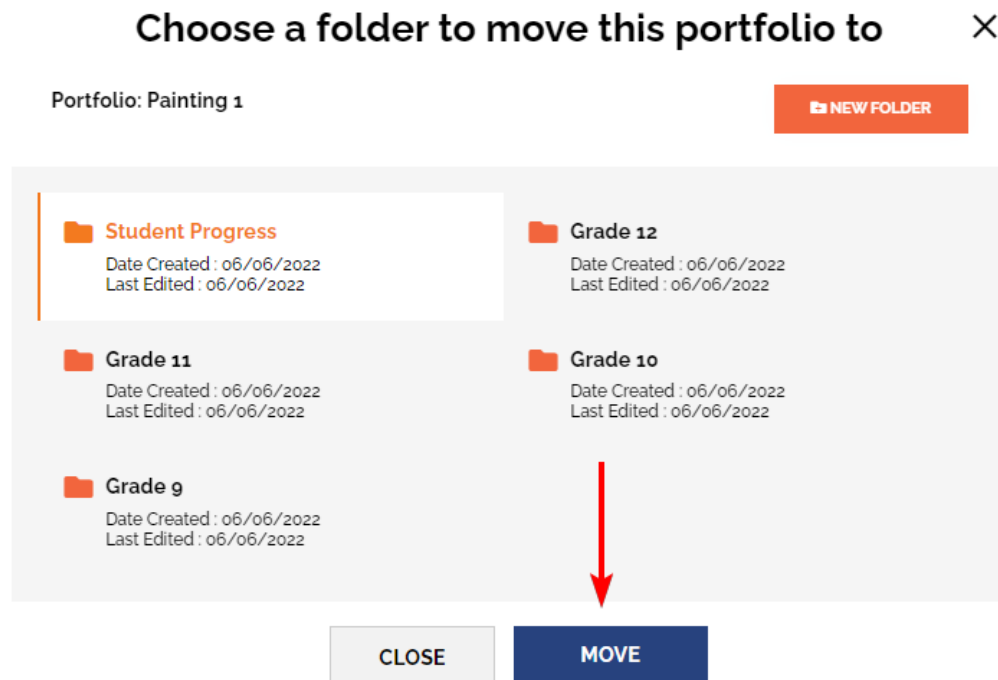 Choose a folder to move this portfolio to
Portfolio: Painting 1
NEW FOLDER
Student Progress
Date Created : 06/06/2022
Last Edited : 06/06/2022
Grade 12
Date Created : 06/06/2022
Last Edited : 06/06/2022
Grade 11
Date Created : 06/06/2022
Last Edited : 06/06/2022
Grade 10
Date Created : 06/06/2022
Last Edited : 06/06/2022
Grade 9
Date Created : 06/06/2022
Last Edited : 06/06/2022
CLOSE
MOVE